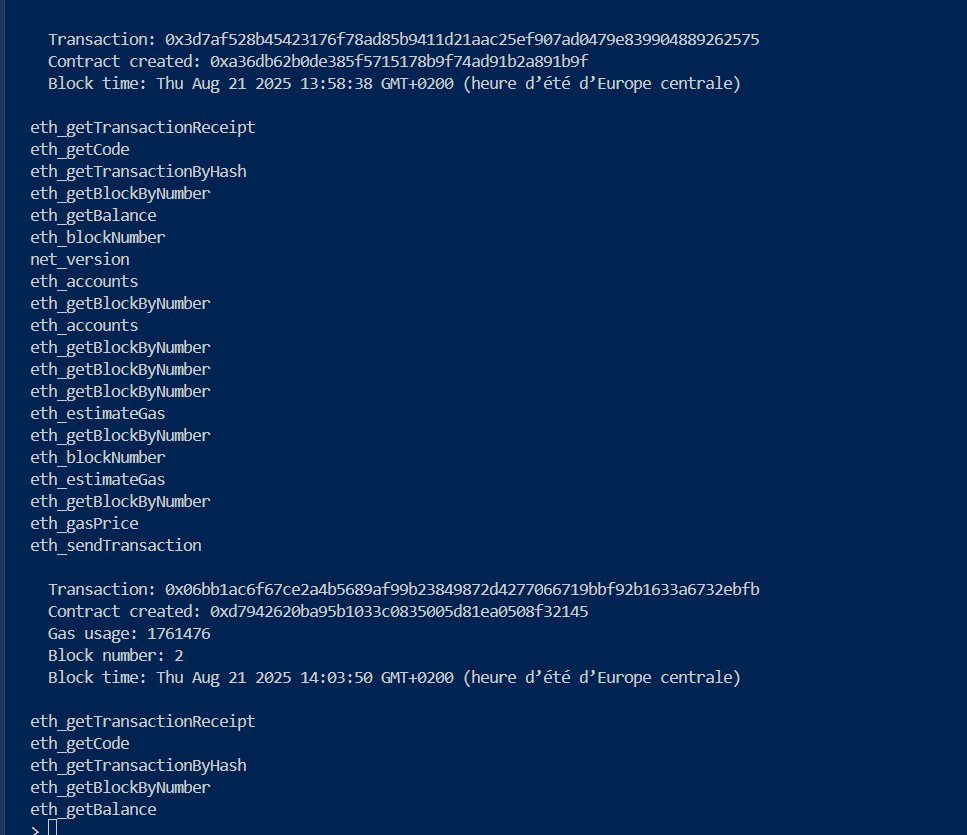 Transaction: 0x3d7af528b45423176f78ad85b9411d21aac25ef907ad0479e839904889262575
Contract created: 0xa36db62b0de385f5715178b9f74ad91b2a891b9f
Block time: Thu Aug 21 2025 13:58:38 GMT+0200 (heure d’été d’Europe centrale)
eth_getTransactionReceipt
eth_getCode
eth_getTransactionByHash
eth_getBlockByNumber
eth_getBalance
eth_blockNumber
net_version
eth_accounts
eth_getBlockByNumber
eth_accounts
eth_getBlockByNumber
eth_getBlockByNumber
eth_getBlockByNumber
eth_estimateGas
eth_getBlockByNumber
eth_blockNumber
eth_estimateGas
eth_getBlockByNumber
eth_gasPrice
eth_sendTransaction
Transaction: 0x06bb1ac6f67ce2a4b5689af99b23849872d4277066719bbf92b1633a6732ebfb
Contract created: 0xd7942620ba95b1033c0835005d81ea0508f32145
Gas usage: 1761476
Block number: 2
Block time: Thu Aug 21 2025 14:03:50 GMT+0200 (heure d’été d’Europe centrale)
eth_getTransactionReceipt
eth_getCode
eth_getTransactionByHash
eth_getBlockByNumber
eth_getBalance
>